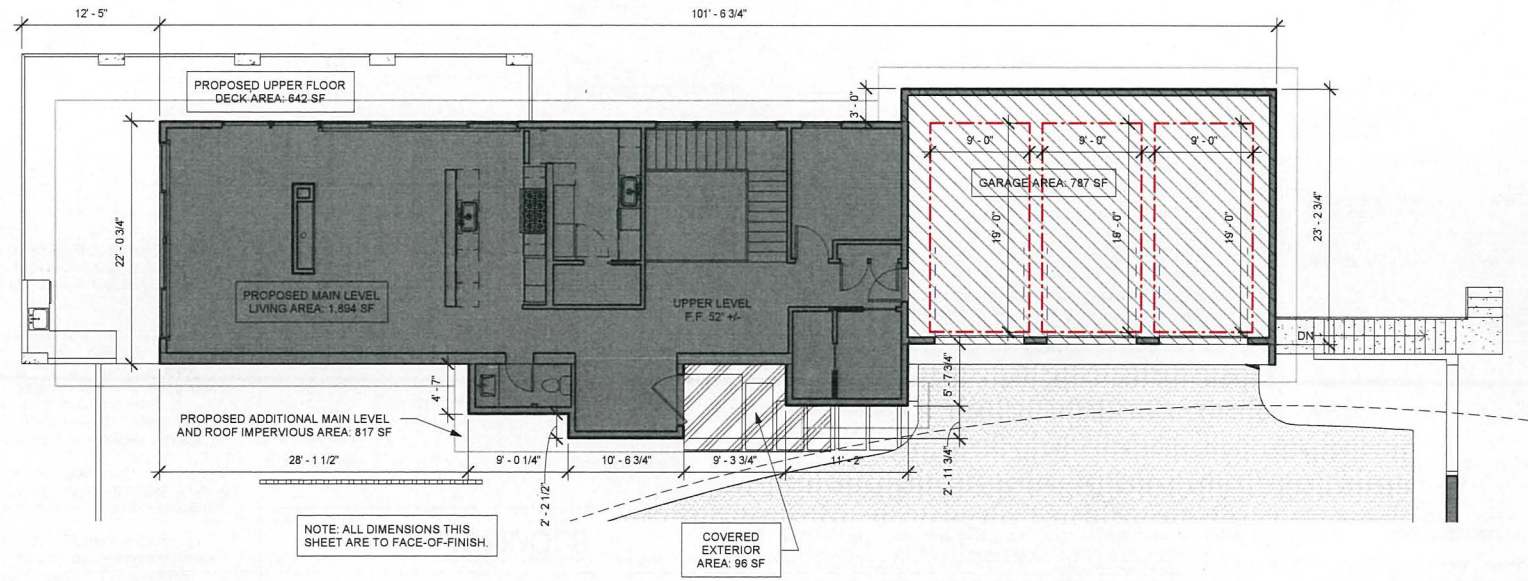 12' - 5"
101' - 6 3/4"
PROPOSED UPPER FLOOR
DECK AREA: 642 SF
3' - 0"
9' - 0"
9' - 0"
9' - 0"
GARAGE AREA: 787 SF
19' - 0"
18' - 0"
19' - 0"
22' - 0 3/4"
23' - 2 3/4"
PROPOSED MAIN LEVEL
LIVING AREA: 1,894 SF
UPPER LEVEL
F.F. 52' +/-
DN
4' - 7"
5' - 7 3/4"
PROPOSED ADDITIONAL MAIN LEVEL
AND ROOF IMPERVIOUS AREA: 817 SF
28' - 1 1/2"
9' - 0 1/4"
10' - 6 3/4"
9' - 3 3/4"
11' - 2"
2' - 11 3/4"
2' - 2 1/2"
NOTE: ALL DIMENSIONS THIS
SHEET ARE TO FACE-OF-FINISH.
COVERED
EXTERIOR
AREA: 96 SF